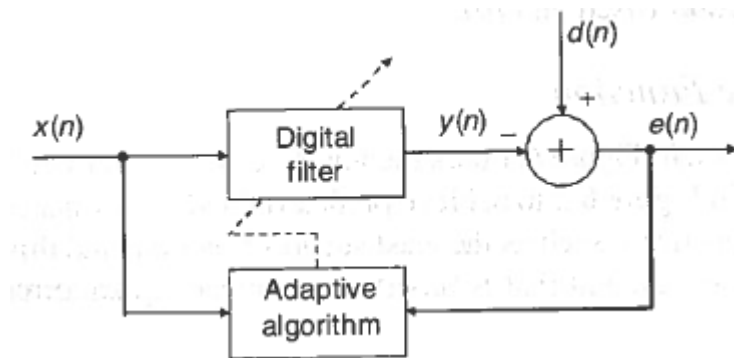 d(n)
+
x(n)
Digital
filter
y(n)
−
+
e(n)
Adaptive
algorithm